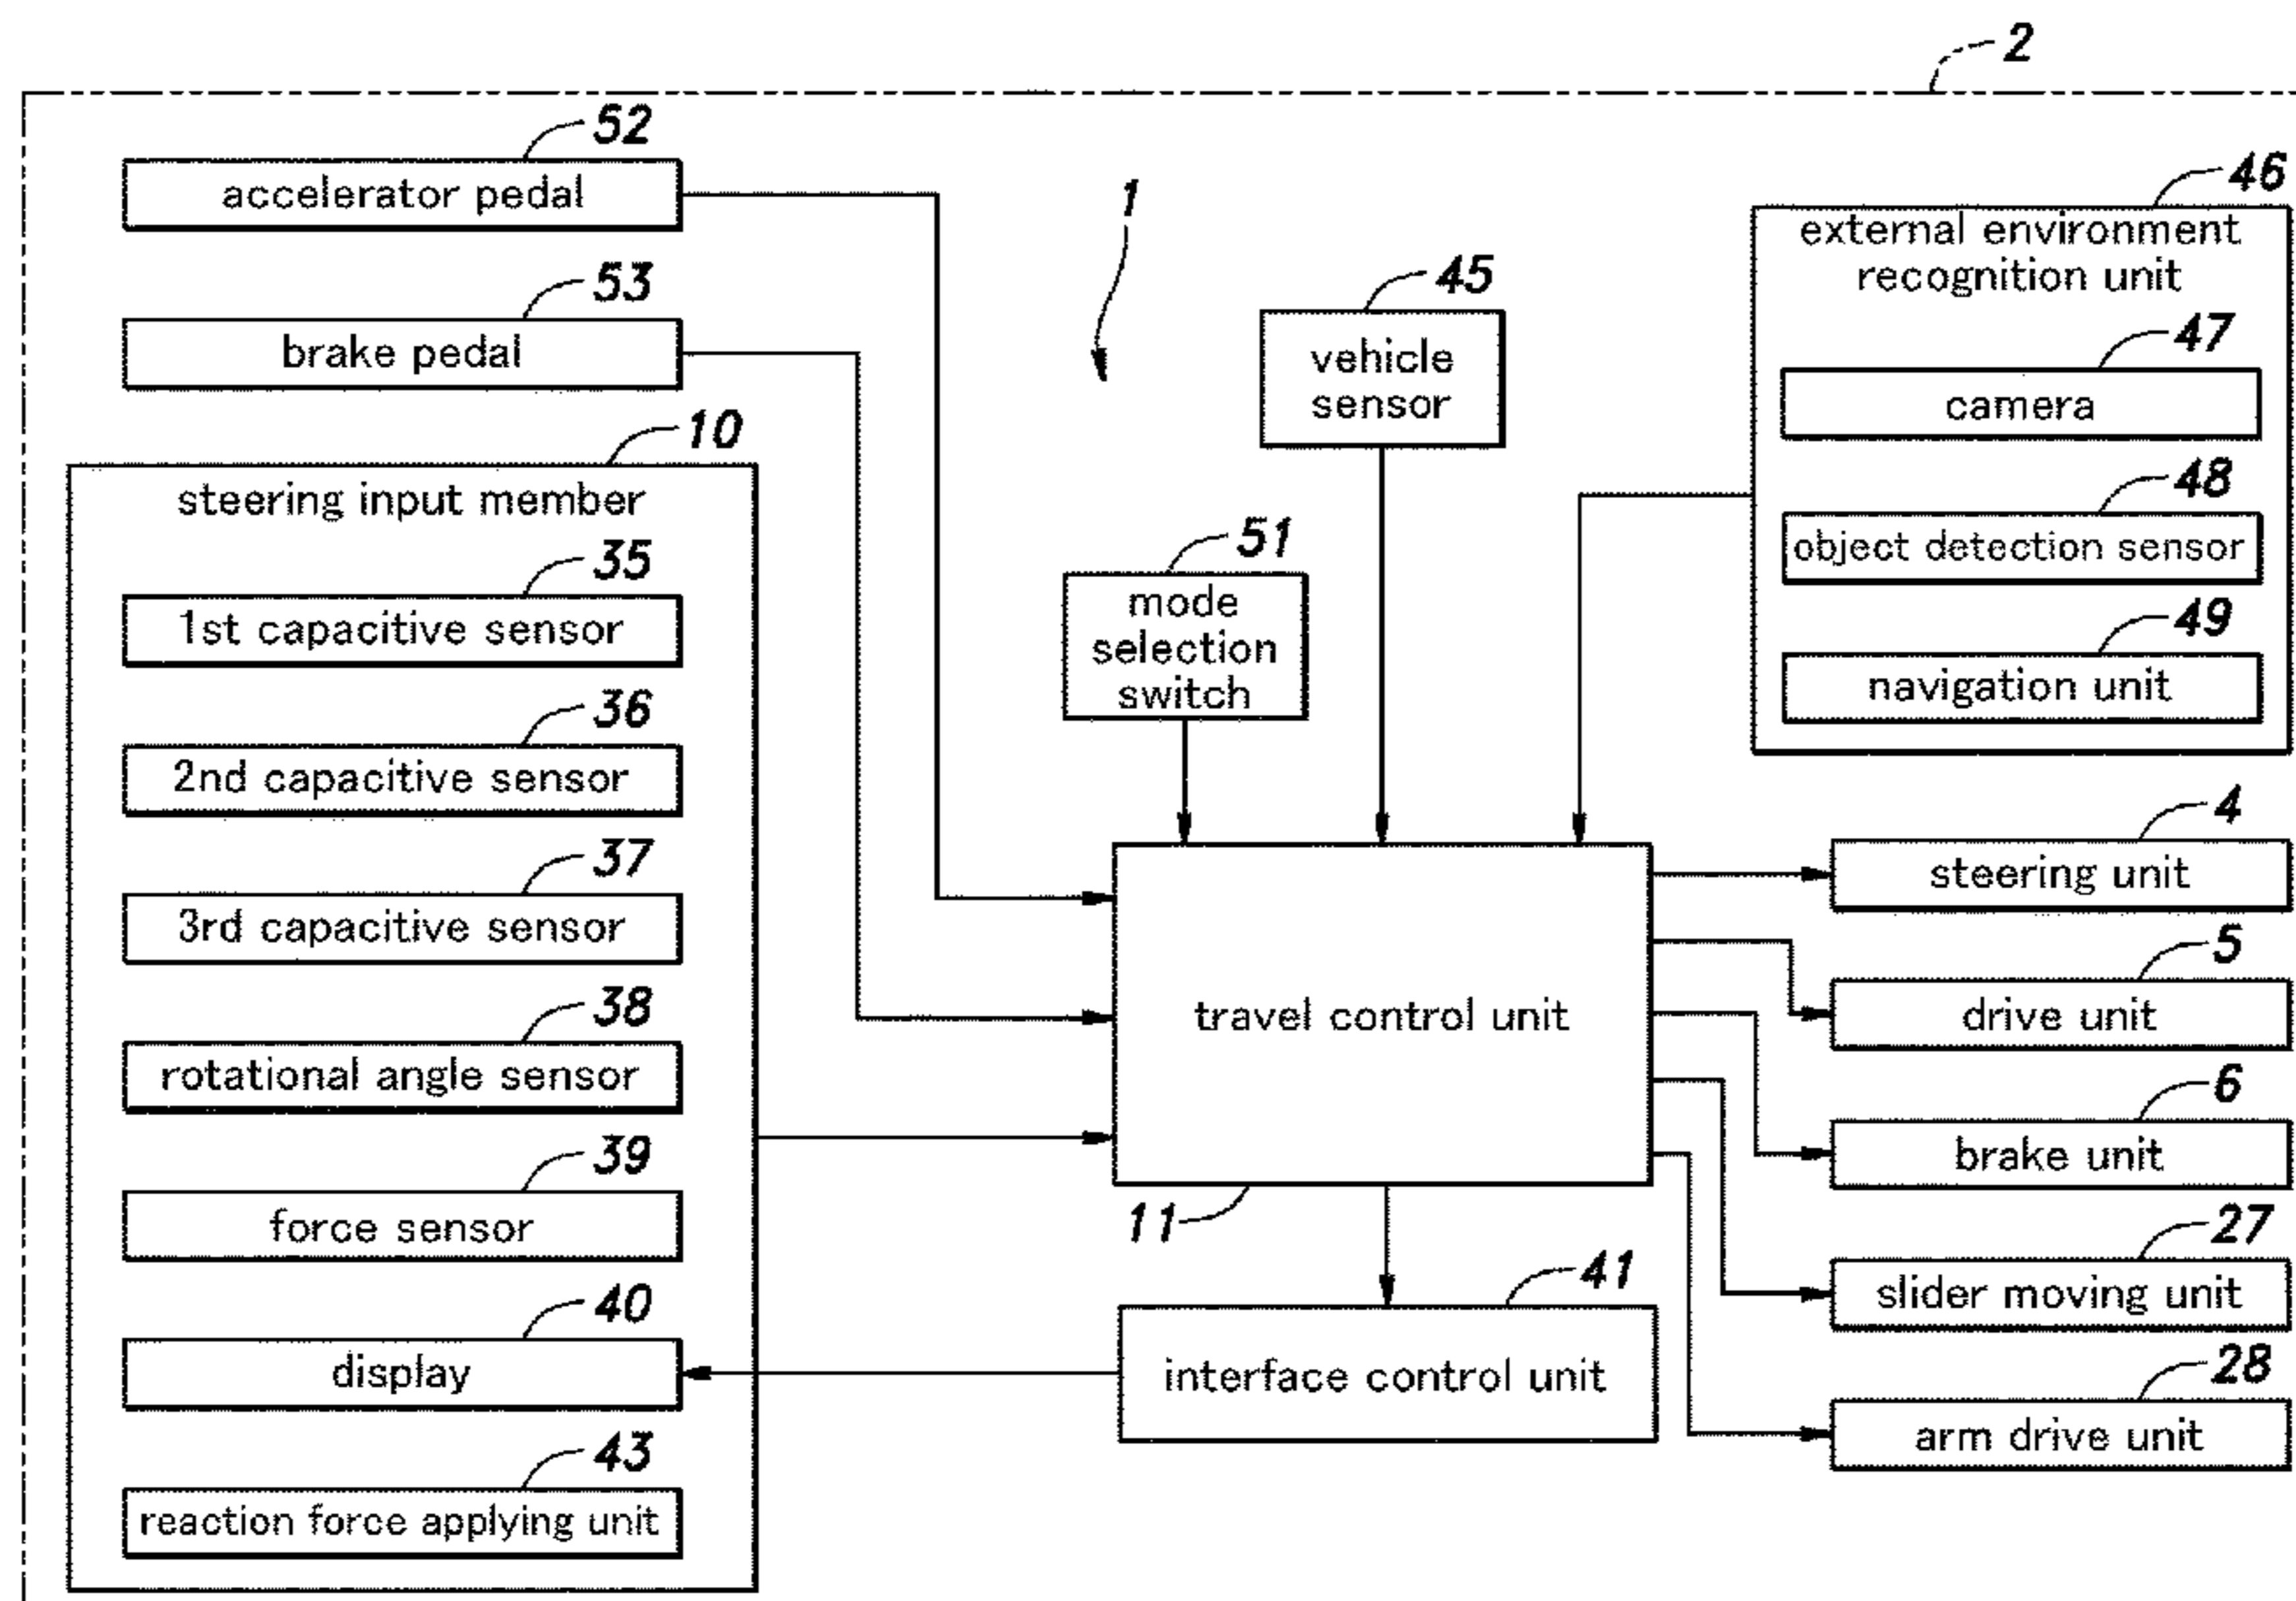 2
52
accelerator pedal
53
brake pedal
10
steering input member
35
1st capacitive sensor
36
2nd capacitive sensor
37
3rd capacitive sensor
38
rotational angle sensor
39
force sensor
40
display
43
reaction force applying unit
1
45
vehicle
sensor
51
mode
selection
switch
46
external environment
recognition unit
47
camera
48
object detection sensor
49
navigation unit
travel control unit
11
41
interface control unit
4
steering unit
5
drive unit
6
brake unit
27
slider moving unit
28
arm drive unit